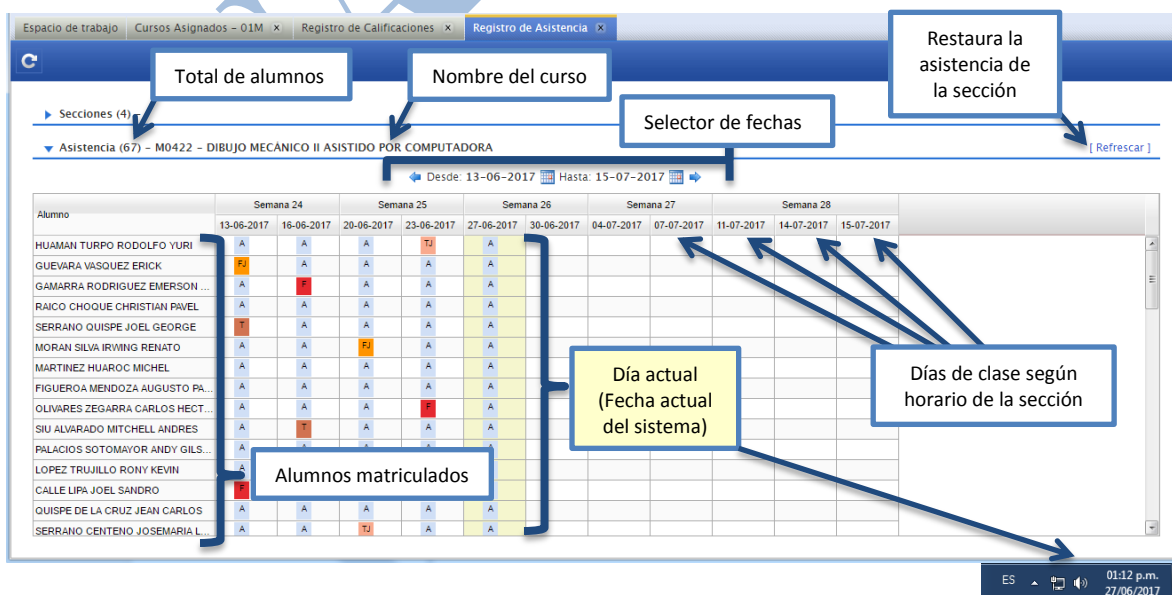 Espacio de trabajo Cursos Asignados – 01M × Registro de Calificaciones × Registro de Asistencia ×
Restaura la
asistencia de
la sección
Total de alumnos
Nombre del curso
Selector de fechas
Secciones (4) –
Asistencia (67) – M0422 – DIBUJO MECÁNICO II ASISTIDO POR COMPUTADORA
[ Refrescar ]
Desde: 13-06-2017 Hasta: 15-07-2017
Alumno Semana 24 Semana 25 Semana 26 Semana 27 Semana 28
13-06-2017 16-06-2017 20-06-2017 23-06-2017 27-06-2017 30-06-2017 04-07-2017 07-07-2017 11-07-2017 14-07-2017 15-07-2017
HUAMAN TURPO RODOLFO YURI A A A TJ A
GUEVARA VASQUEZ ERICK FJ A A A A
GAMARRA RODRIGUEZ EMERSON ... A F A A A
RAICO CHOQUE CHRISTIAN PAVEL A A A A A
SERRANO QUISPE JOEL GEORGE T A A A A
MORAN SILVA IRWING RENATO A A FJ A A
MARTINEZ HUAROC MICHEL A A A A A
FIGUEROA MENDOZA AUGUSTO PA... A A A A A
OLIVARES ZEGARRA CARLOS HECT... A A A F A
SIU ALVARADO MITCHELL ANDRES A T A A A
PALACIOS SOTOMAYOR ANDY GILS...
LOPEZ TRUJILLO RONY KEVIN
CALLE LIPA JOEL SANDRO F
QUISPE DE LA CRUZ JEAN CARLOS A A A A A
SERRANO CENTENO JOSEMARIA L... A A TJ A A
Alumnos matriculados
Día actual
(Fecha actual
del sistema)
Días de clase según
horario de la sección
ES 01:12 p.m.
27/06/2017